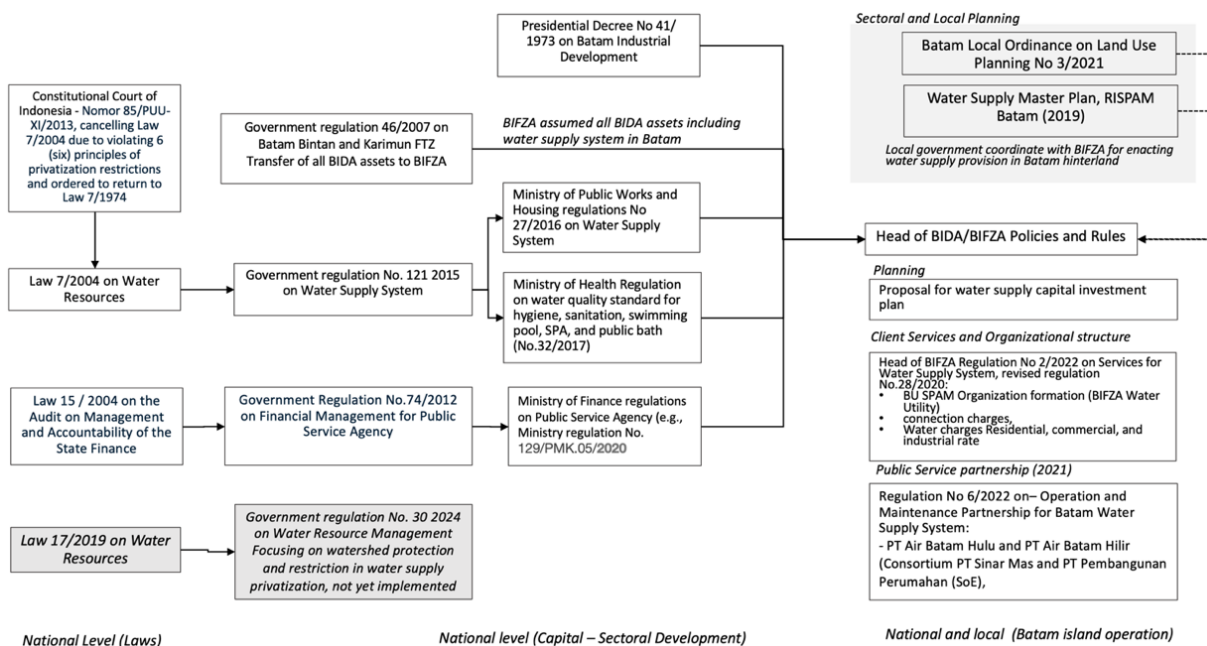 Presidential Decree No 41/
1973 on Batam Industrial
Development
Sectoral and Local Planning
Batam Local Ordinance on Land Use
Planning No 3/2021
Water Supply Master Plan, RISPAM
Batam (2019)
Local government coordinate with BIFZA for enacting
water supply provision in Batam hinterland
Constitutional Court of
Indonesia - Nomor 85/PUU-
XI/2013, cancelling Law
7/2004 due to violating 6
(six) principles of
privatization restrictions
and ordered to return to
Law 7/1974
Government regulation 46/2007 on
Batam Bintan and Karimun FTZ
Transfer of all BIDA assets to BIFZA
BIFZA assumed all BIDA assets including
water supply system in Batam
Ministry of Public Works and
Housing regulations No
27/2016 on Water Supply
System
Head of BIDA/BIFZA Policies and Rules
Law 7/2004 on Water
Resources
Government regulation No. 121 2015
on Water Supply System
Ministry of Health Regulation
on water quality standard for
hygiene, sanitation, swimming
pool, SPA, and public bath
(No.32/2017)
Planning
Proposal for water supply capital investment
plan
Client Services and Organizational structure
Head of BIFZA Regulation No 2/2022 on Services for
Water Supply System, revised regulation
No.28/2020:
• BU SPAM Organization formation (BIFZA Water
Utility)
• connection charges,
• Water charges Residential, commercial, and
industrial rate
Law 15 / 2004 on the
Audit on Management
and Accountability of the
State Finance
Government Regulation No.74/2012
on Financial Management for Public
Service Agency
Ministry of Finance regulations
on Public Service Agency (e.g.,
Ministry regulation No.
129/PMK.05/2020
Public Service partnership (2021)
Regulation No 6/2022 on– Operation and
Maintenance Partnership for Batam Water
Supply System:
- PT Air Batam Hulu and PT Air Batam Hilir
(Consortium PT Sinar Mas and PT Pembangunan
Perumahan (SoE),
Law 17/2019 on Water
Resources
Government regulation No. 30 2024
on Water Resource Management
Focusing on watershed protection
and restriction in water supply
privatization, not yet implemented
National Level (Laws)
National level (Capital – Sectoral Development)
National and local (Batam island operation)